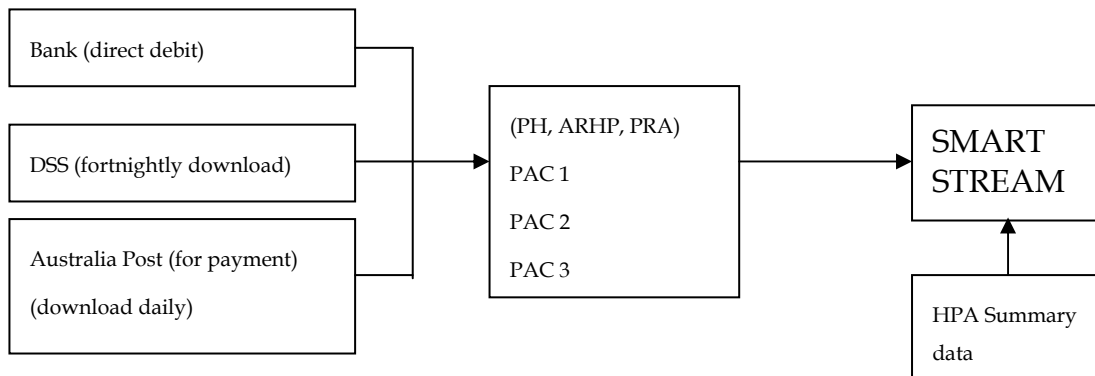 Bank (direct debit)
DSS (fortnightly download)
Australia Post (for payment)
(download daily)
(PH, ARHP, PRA)
PAC 1
PAC 2
PAC 3
SMART
STREAM
HPA Summary
data